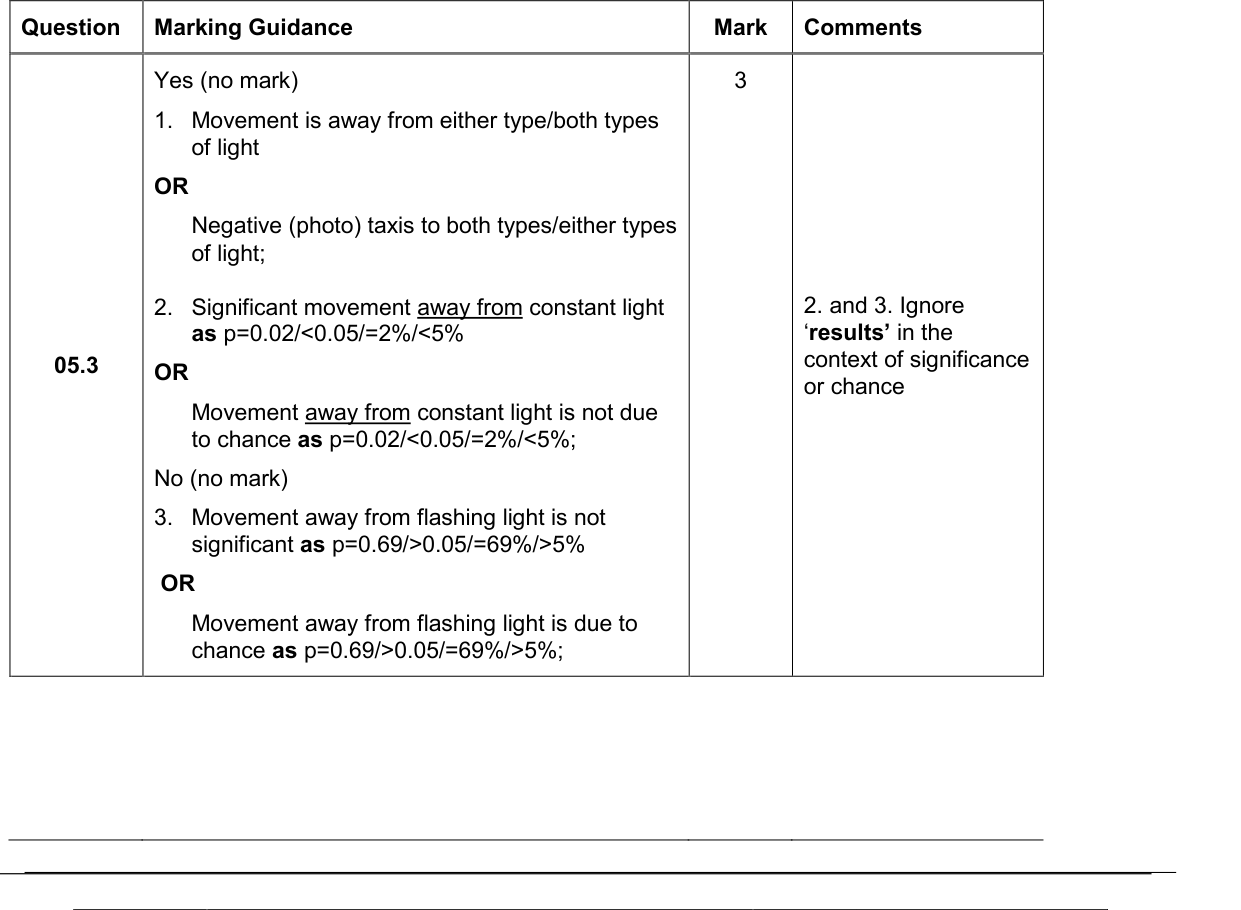 Question Marking Guidance Mark Comments
Yes (no mark) 3
1. Movement is away from either type/both types
of light
OR
Negative (photo) taxis to both types/either types
of light;
2. Significant movement away from constant light
as p=0.02/<0.05/=2%/<5%
OR
Movement away from constant light is not due
to chance as p=0.02/<0.05/=2%/<5%;
No (no mark)
3. Movement away from flashing light is not
significant as p=0.69/>0.05/=69%/>5%
OR
Movement away from flashing light is due to
chance as p=0.69/>0.05/=69%/>5%;
05.3
2. and 3. Ignore
‘results’ in the
context of significance
or chance